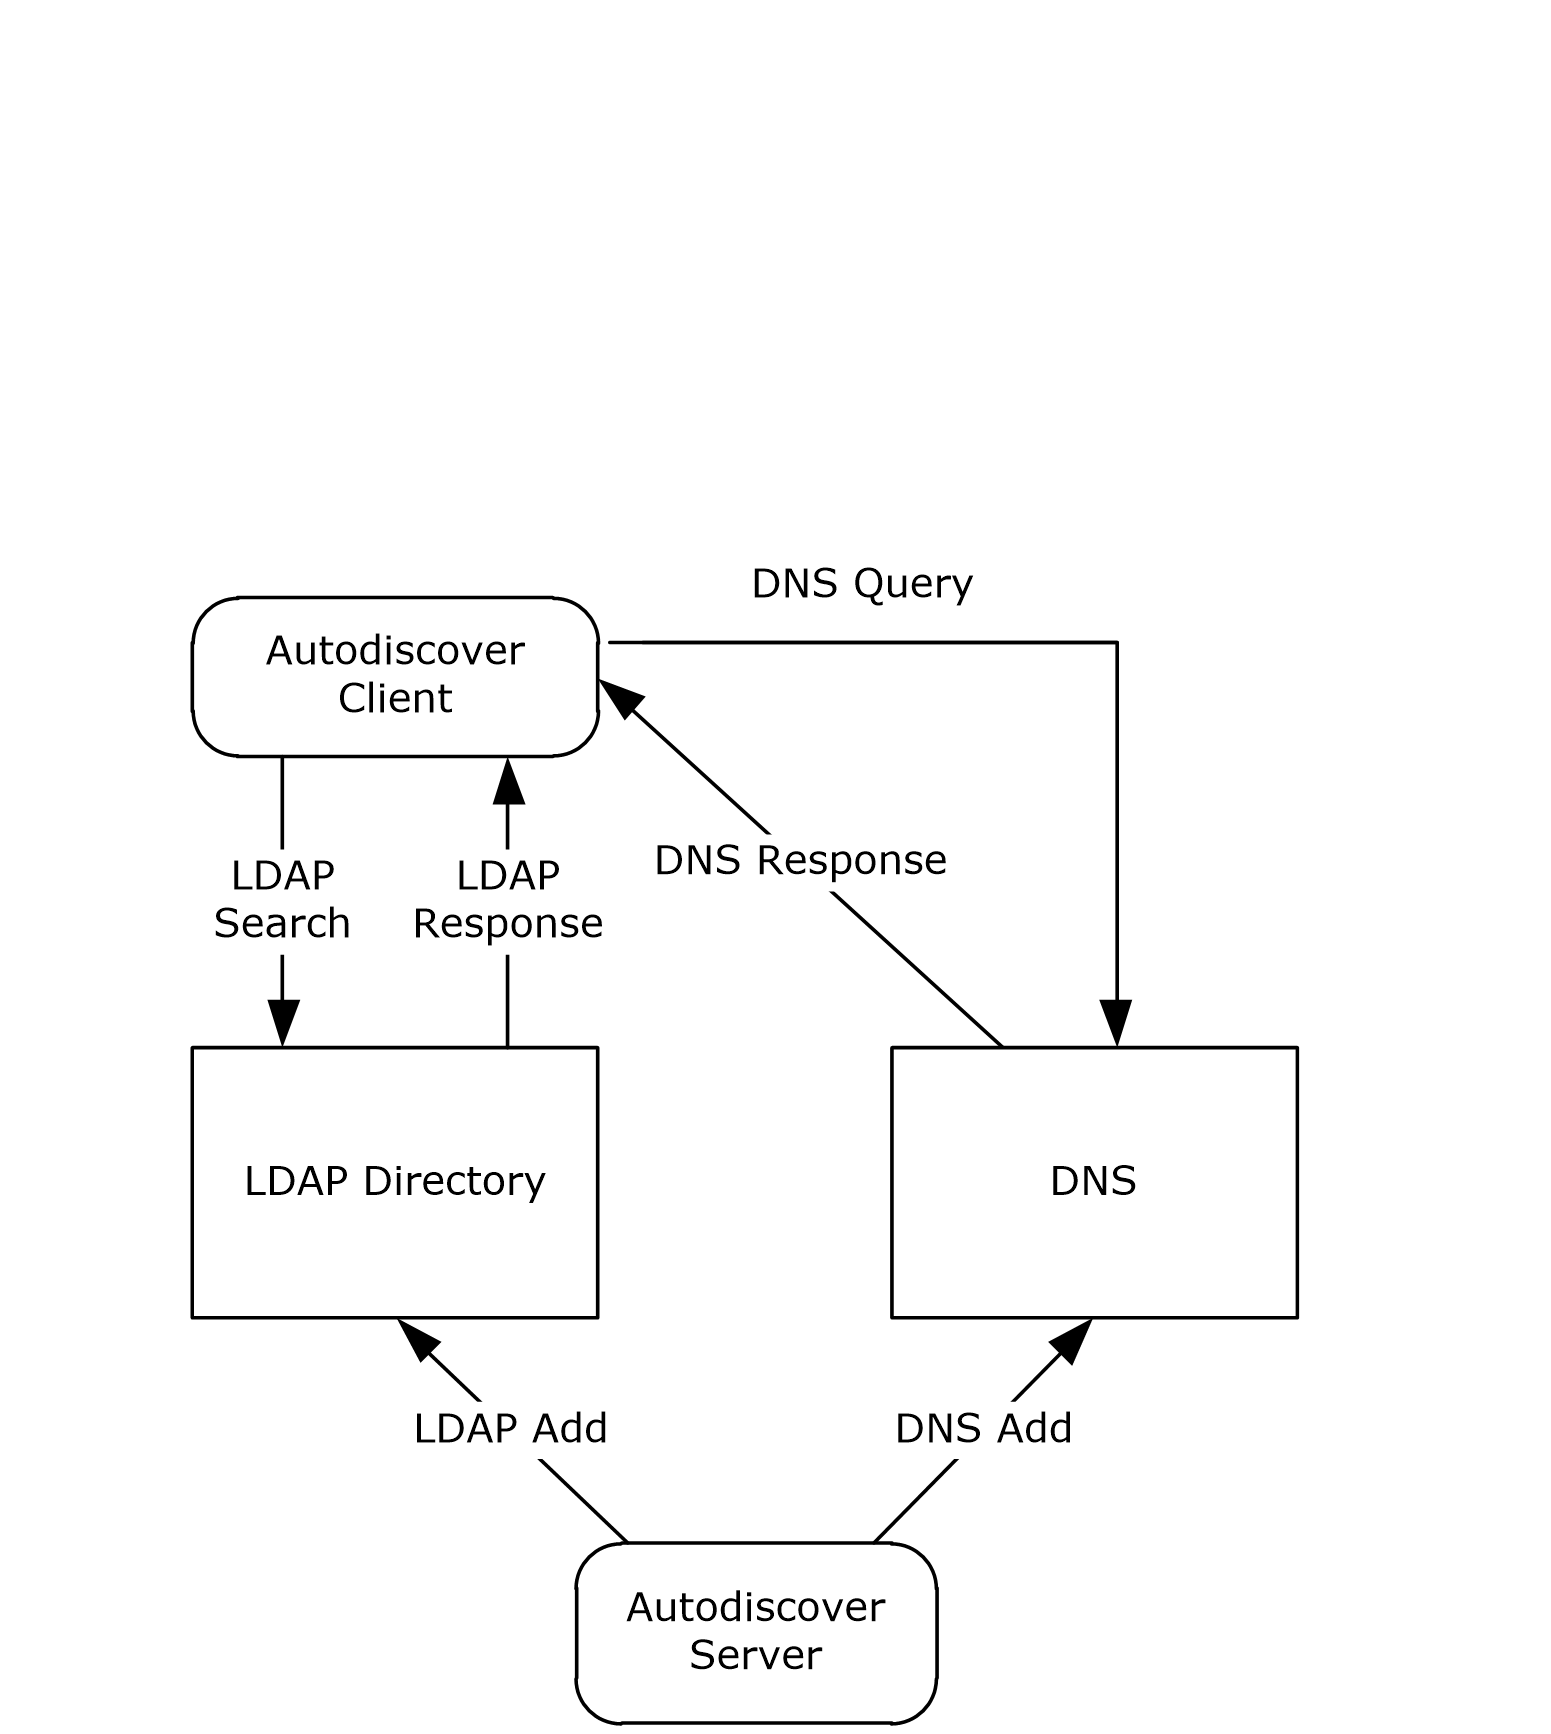 DNS Query
Autodiscover
Client
DNS Response
LDAP
Search
LDAP
Response
LDAP Directory
DNS
LDAP Add
DNS Add
Autodiscover
Server